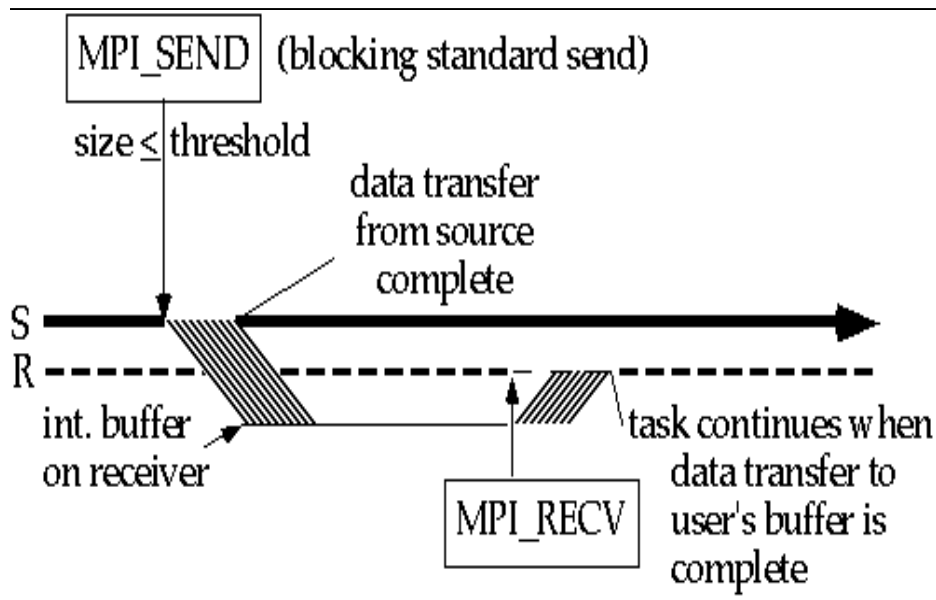 MPI_SEND (blocking standard send)
size ≤ threshold
data transfer
from source
complete
S
R
int. buffer
on receiver
MPI_RECV
task continues when
data transfer to
user's buffer is
complete